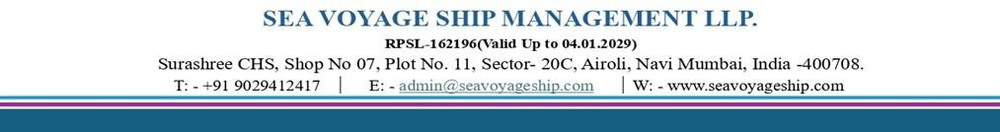 SEA VOYAGE SHIP MANAGEMENT LLP.
RPSL-162196(Valid Up to 04.01.2029)
Surashree CHS, Shop No 07, Plot No. 11, Sector- 20C, Airoli, Navi Mumbai, India -400708.
T: - +91 9029412417 | E: - admin@seavoyageship.com | W: - www.seavoyageship.com